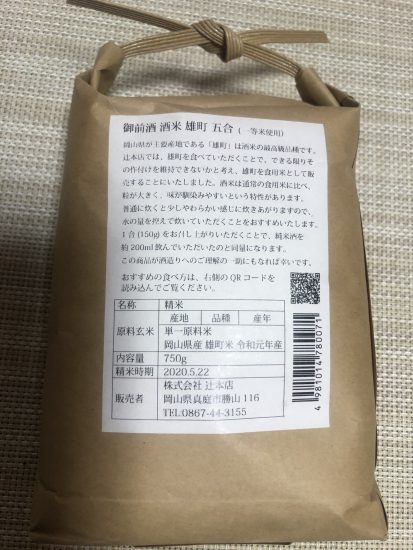 御前酒 酒米 雄町 五合 (一等米使用)
岡山県が主要産地である「雄町」は酒米の最高級品種です。
辻本店では、雄町を食べていただくことで、できる限りそ
の作付けを維持できないかと考え、雄町を食用米として販
売することにいたしました。酒米は通常の食用米に比べ、
粒が大きく、味が馴染みやすいという特性があります。
普通に炊くと少しやわらかい感じに炊きあがりますので、
水の量を控えて炊いていただくことをおすすめいたします。
1合(150g)をお召し上がりいただくことで、純米酒を
約200ml飲んでいただいたのと同量になります。
この商品が酒造りへのご理解の一助にもなれば幸いです。
おすすめの食べ方は、右側のQRコードを
読み込んでご覧ください。
名称 精米
産地 品種 産年
原料玄米 単一原料米
岡山県産 雄町米 令和元年産
内容量 750g
精米時期 2020.5.22
株式会社 辻本店
販売者 岡山県真庭市勝山116
TEL:0867-44-3155
4981014780071